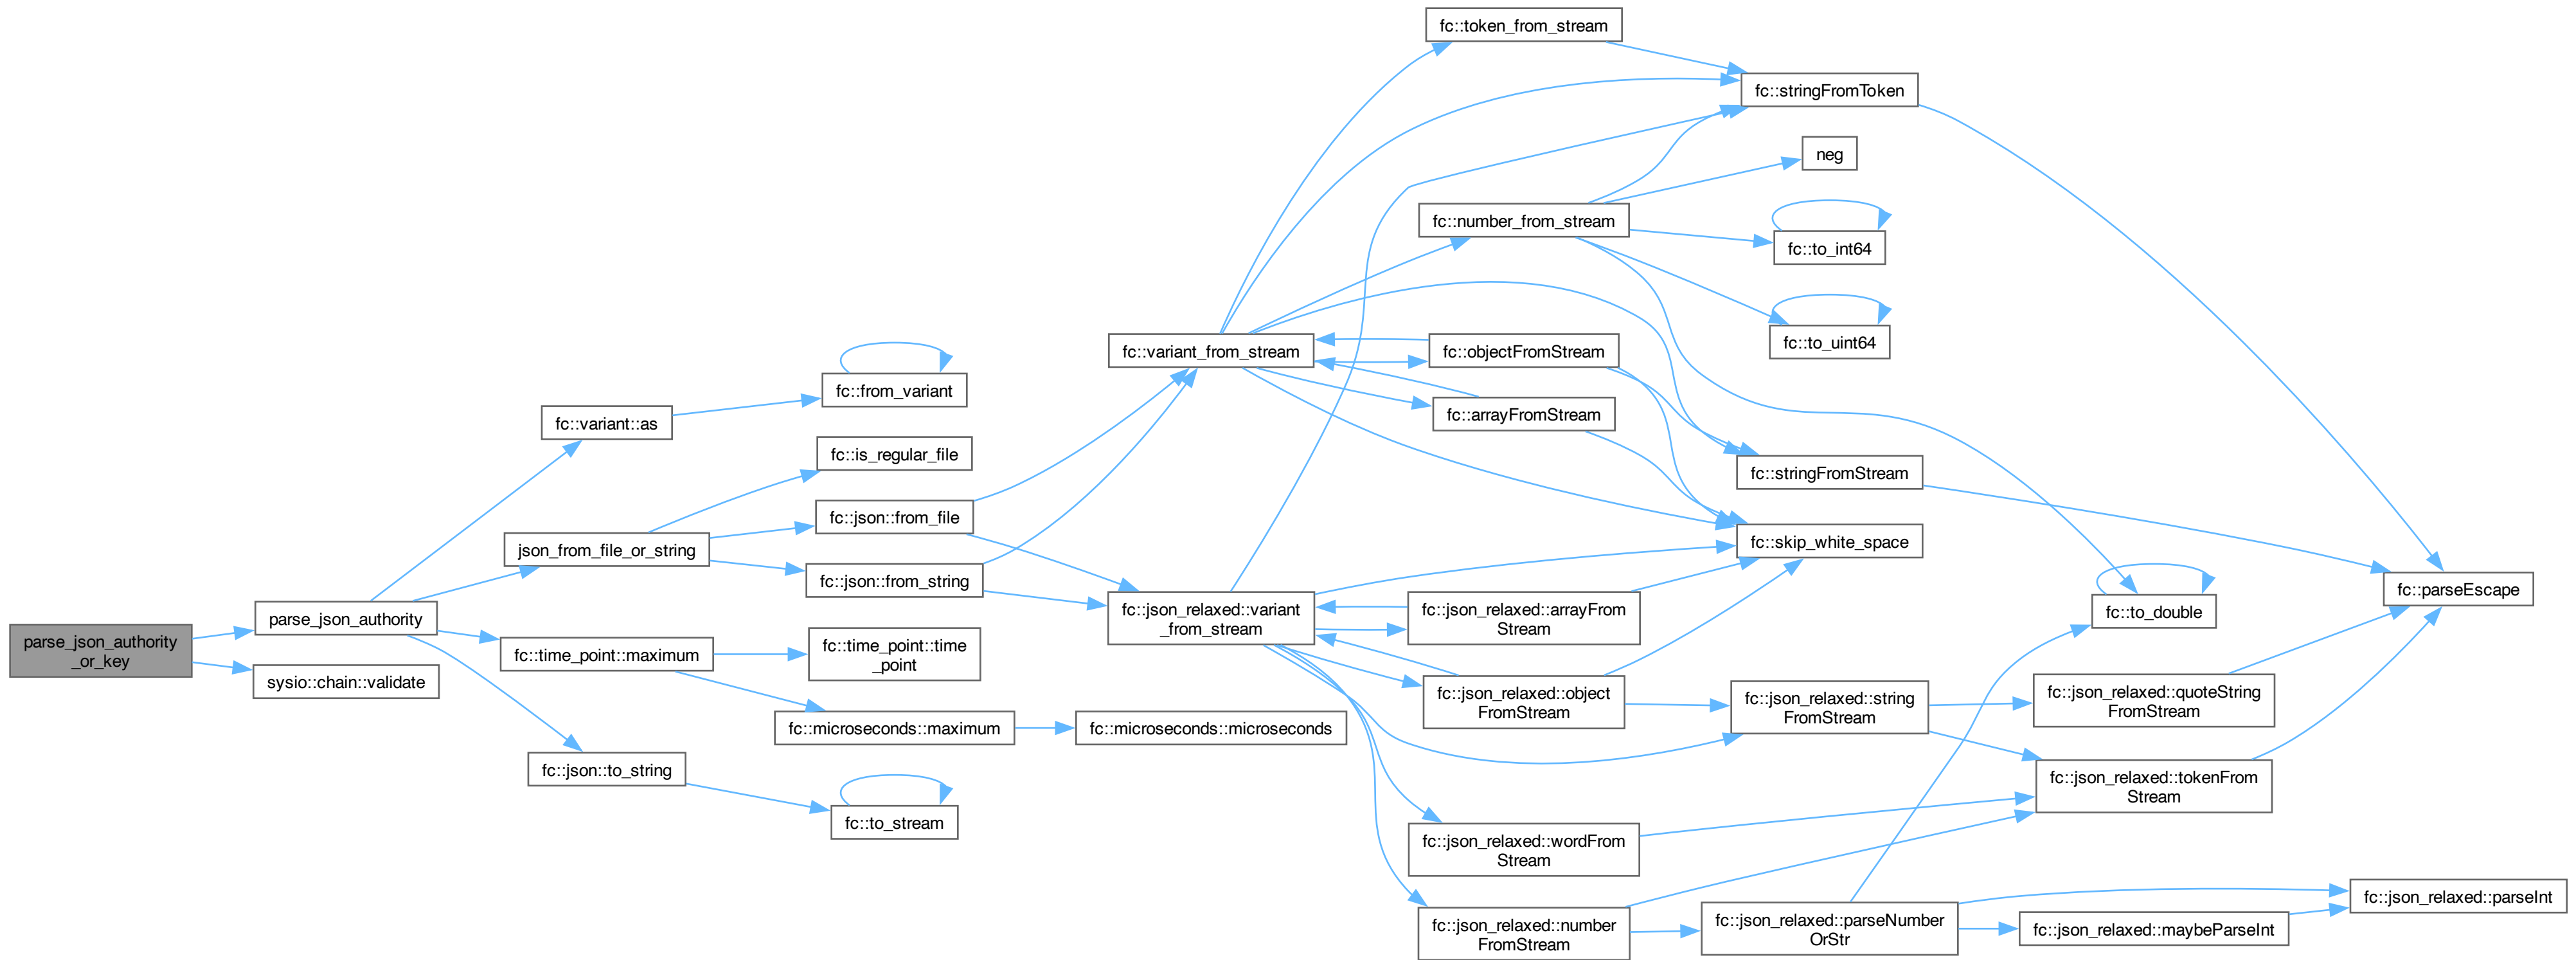 parse_json_authority
_or_key
parse_json_authority
sysio::chain::validate
fc::variant::as
json_from_file_or_string
fc::time_point::maximum
fc::json::to_string
fc::from_variant
fc::is_regular_file
fc::json::from_file
fc::json::from_string
fc::time_point::time
_point
fc::microseconds::maximum
fc::to_stream
fc::variant_from_stream
fc::json_relaxed::variant
_from_stream
fc::microseconds::microseconds
fc::token_from_stream
fc::number_from_stream
fc::objectFromStream
fc::arrayFromStream
fc::json_relaxed::arrayFrom
Stream
fc::json_relaxed::object
FromStream
fc::json_relaxed::wordFrom
Stream
fc::json_relaxed::number
FromStream
fc::stringFromToken
neg
fc::to_int64
fc::to_uint64
fc::stringFromStream
fc::skip_white_space
fc::json_relaxed::string
FromStream
fc::json_relaxed::parseNumber
OrStr
fc::to_double
fc::json_relaxed::quoteString
FromStream
fc::json_relaxed::tokenFrom
Stream
fc::json_relaxed::maybeParseInt
fc::parseEscape
fc::json_relaxed::parseInt